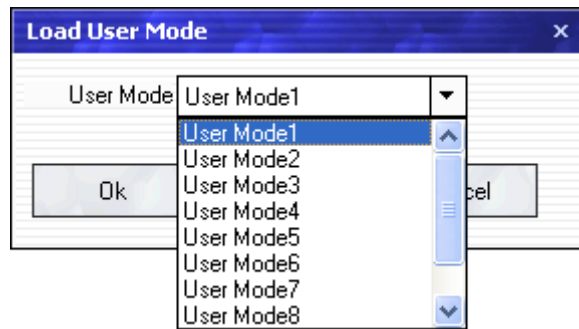 Load User Mode
User Mode User Mode1
User Mode1
User Mode2
User Mode3
User Mode4
User Mode5
User Mode6
User Mode7
User Mode8
Ok
cel